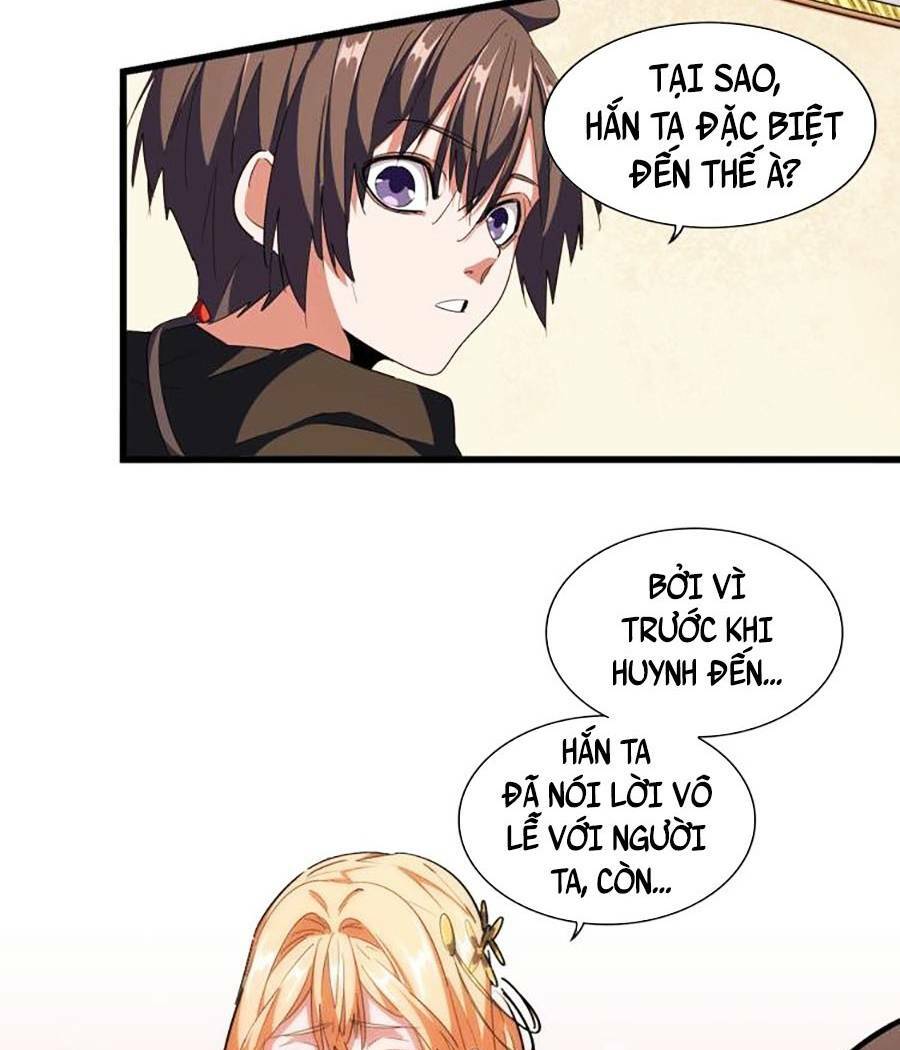 TẠI SAO,
HẮN TA ĐẶC BIỆT
ĐẾN THẾ À?
BỞI VÌ
TRƯỚC KHI
HUYNH ĐẾN...
HẮN TA
ĐÃ NÓI LỜI VÔ
LỄ VỚI NGƯỜI
TA, CÒN...